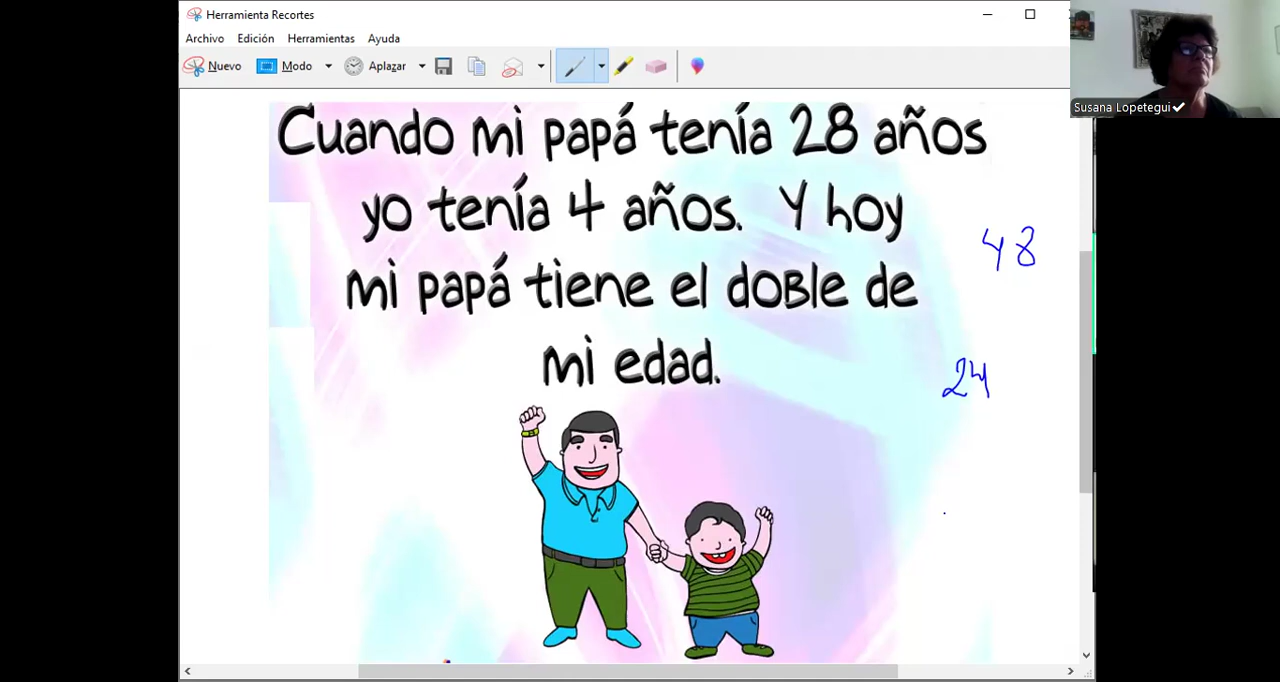 Herramienta Recortes
Archivo Edición Herramientas Ayuda
Nuevo Modo Aplazar
Susana Lopetegui
Cuando mi papá tenía 28 años
yo tenía 4 años. Y hoy
mi papá tiene el doble de
mi edad.
48
24